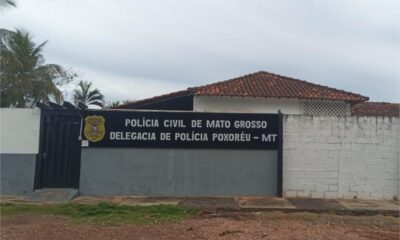 POLÍCIA CIVIL DE MATO GROSSO
DELEGACIA DE POLÍCIA POXORÉU - MT